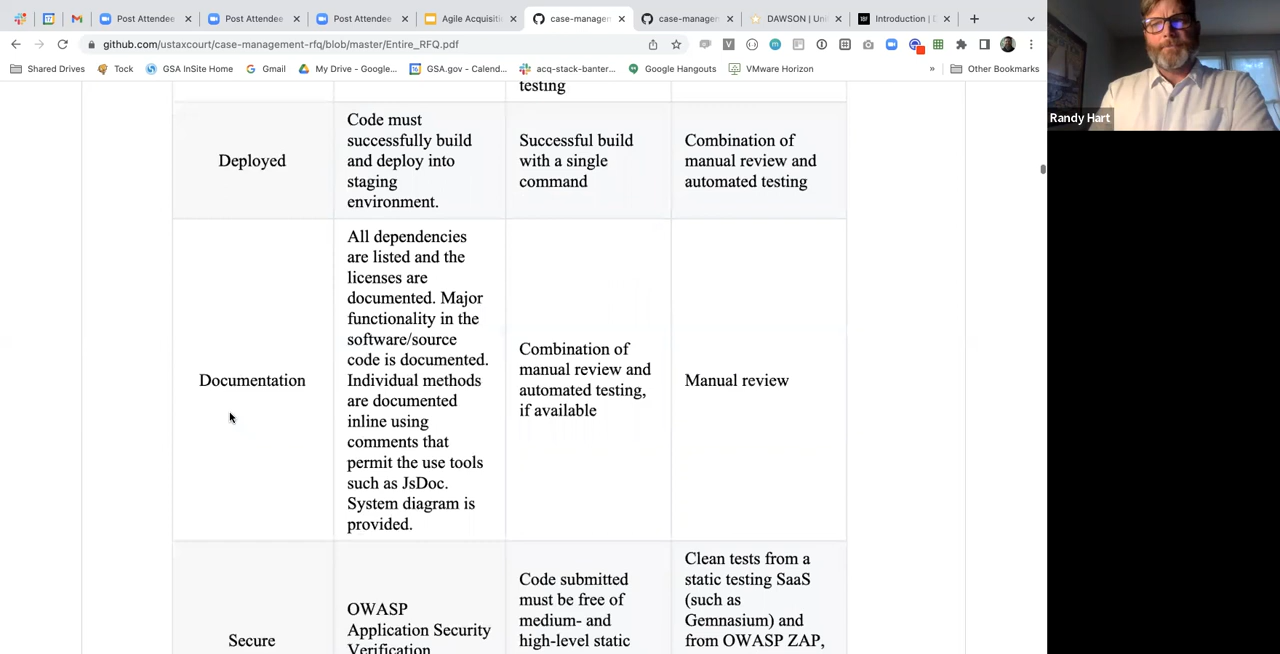 Post Attendee
Post Attendee
Post Attendee
Agile Acquisiti
case-managem
case-managem
DAWSON | Uni
Introduction | D
github.com/ustaxcourt/case-management-rfq/blob/master/Entire_RFQ.pdf
Shared Drives
Tock
GSA InSite Home
Gmail
My Drive - Google...
GSA.gov - Calend...
acq-stack-banter...
Google Hangouts
VMware Horizon
»
Other Bookmarks
Randy Hart
testing
Deployed
Code must
successfully build
and deploy into
staging
environment.
Successful build
with a single
command
Combination of
manual review and
automated testing
Documentation
All dependencies
are listed and the
licenses are
documented. Major
functionality in the
software/source
code is documented.
Individual methods
are documented
inline using
comments that
permit the use tools
such as JsDoc.
System diagram is
provided.
Combination of
manual review and
automated testing,
if available
Manual review
Secure
OWASP
Application Security
Verification
Code submitted
must be free of
medium- and
high-level static
Clean tests from a
static testing SaaS
(such as
Gemnasium) and
from OWASP ZAP,